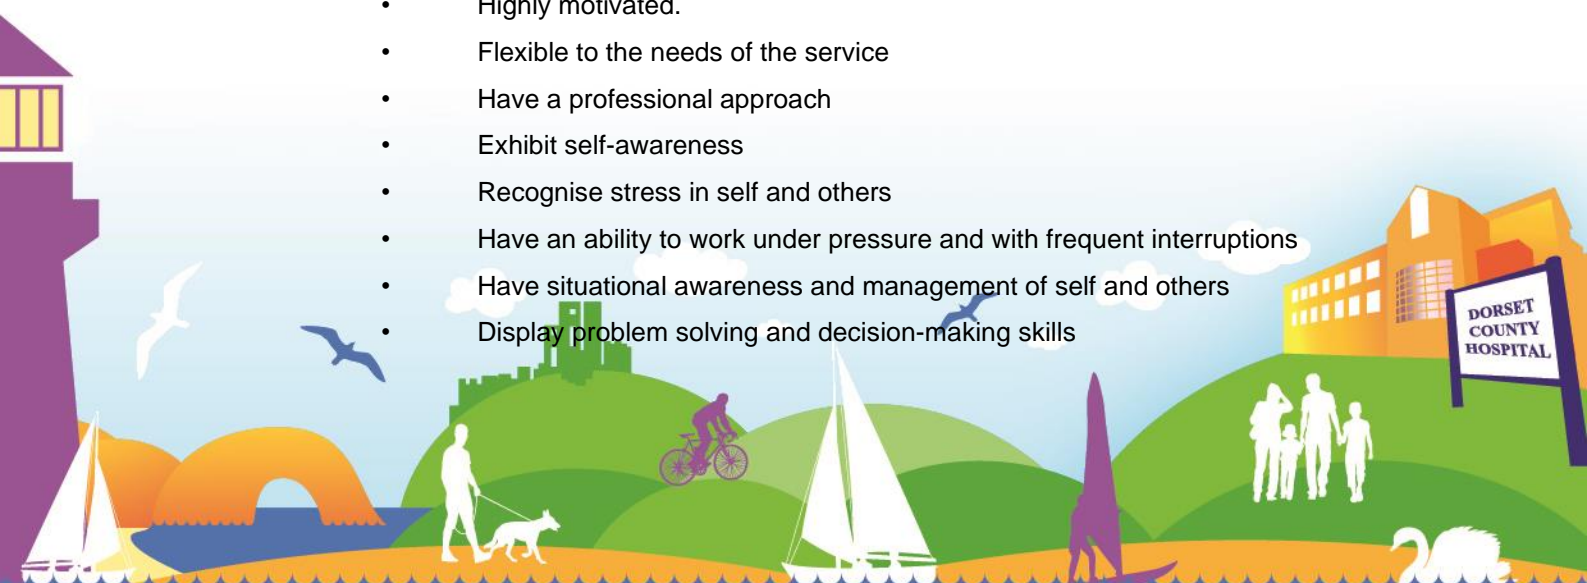 • Highly motivated.
• Flexible to the needs of the service
• Have a professional approach
• Exhibit self-awareness
• Recognise stress in self and others
• Have an ability to work under pressure and with frequent interruptions
• Have situational awareness and management of self and others
• Display problem solving and decision-making skills
DORSET
COUNTY
HOSPITAL